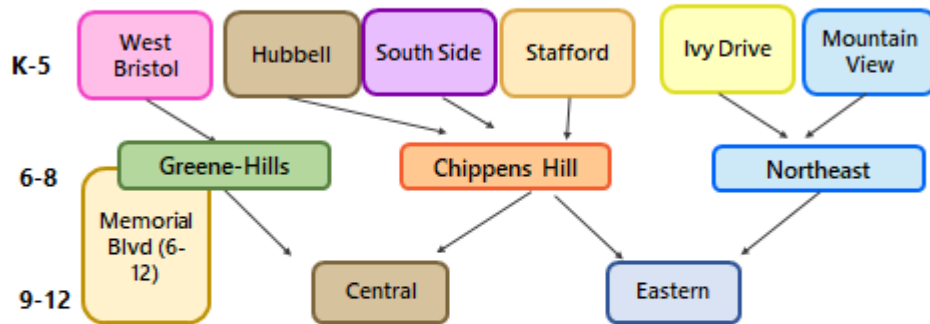 K-5
West
Bristol
Hubbell
South Side
Stafford
Ivy Drive
Mountain
View
6-8
Greene-Hills
Chippens Hill
Northeast
Memorial
Blvd (6-
12)
9-12
Central
Eastern